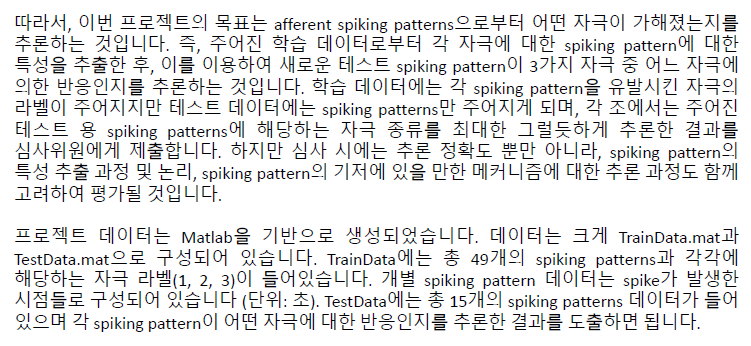 따라서, 이번 프로젝트의 목표는 afferent spiking patterns으로부터 어떤 자극이 가해졌는지를
추론하는 것입니다. 즉, 주어진 학습 데이터로부터 각 자극에 대한 spiking pattern에 대한
특성을 추출한 후, 이를 이용하여 새로운 테스트 spiking pattern이 3가지 자극 중 어느 자극에
의한 반응인지를 추론하는 것입니다. 학습 데이터에는 각 spiking pattern을 유발시킨 자극의
라벨이 주어지지만 테스트 데이터에는 spiking patterns만 주어지게 되며, 각 조에서는 주어진
테스트 용 spiking patterns에 해당하는 자극 종류를 최대한 그럴듯하게 추론한 결과를
심사위원에게 제출합니다. 하지만 심사 시에는 추론 정확도 뿐만 아니라, spiking pattern의
특성 추출 과정 및 논리, spiking pattern의 기저에 있을 만한 메커니즘에 대한 추론 과정도 함께
고려하여 평가될 것입니다.
프로젝트 데이터는 Matlab을 기반으로 생성되었습니다. 데이터는 크게 TrainData.mat과
TestData.mat으로 구성되어 있습니다. TrainData에는 총 49개의 spiking patterns과 각각에
해당하는 자극 라벨(1, 2, 3)이 들어있습니다. 개별 spiking pattern 데이터는 spike가 발생한
시점들로 구성되어 있습니다 (단위: 초). TestData에는 총 15개의 spiking patterns 데이터가 들어
있으며 각 spiking pattern이 어떤 자극에 대한 반응인지를 추론한 결과를 도출하면 됩니다.